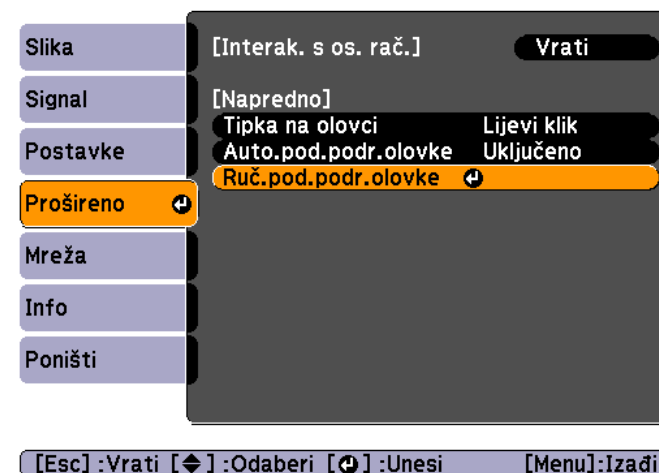 Slika
Signal
Postavke
Prošireno
Mreža
Info
Poništi
[Interak. s os. rač.] Vrati
[Napredno]
Tipka na olovci Lijevi klik
Auto.pod.podr.olovke Uključeno
Ruč.pod.podr.olovke
[Esc] :Vrati [◆] :Odaberi [↵] :Unesi [Menu]:Izađi